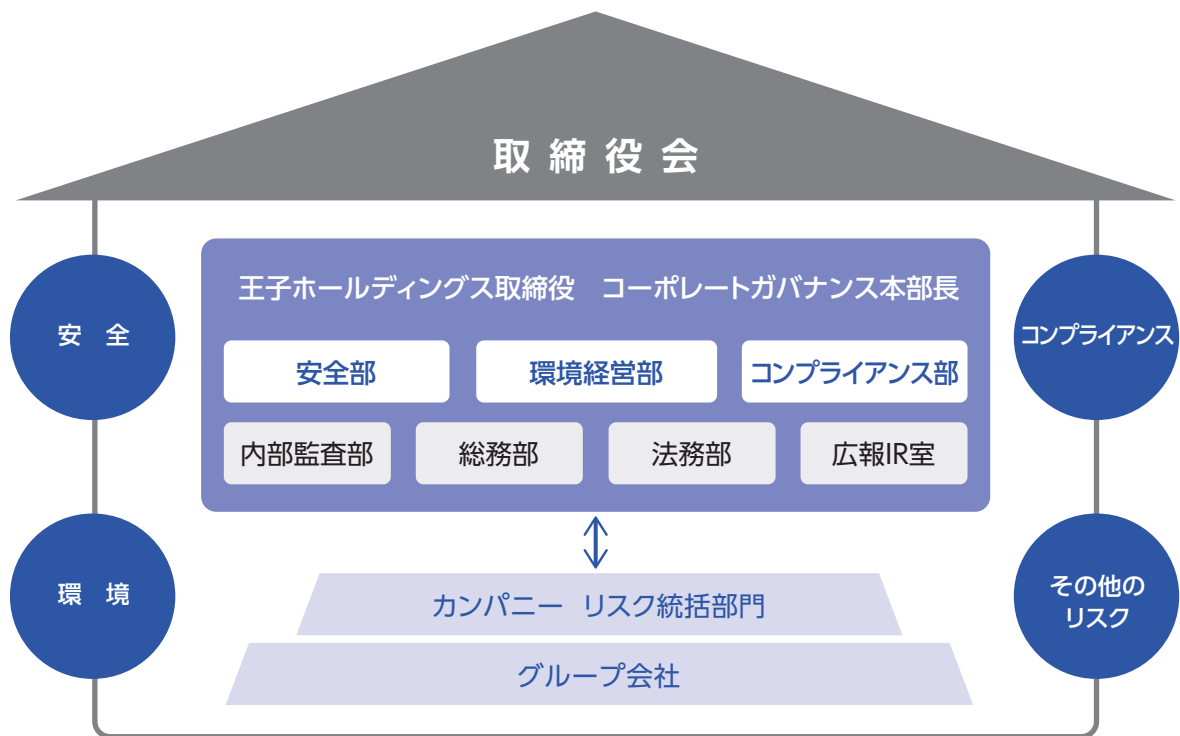 取締役会
王子ホールディングス取締役　コーポレートガバナンス本部長
安　全
コンプライアンス
安全部
環境経営部
コンプライアンス部
内部監査部
総務部
法務部
広報IR室
環　境
カンパニー　リスク統括部門
その他の
リスク
グループ会社